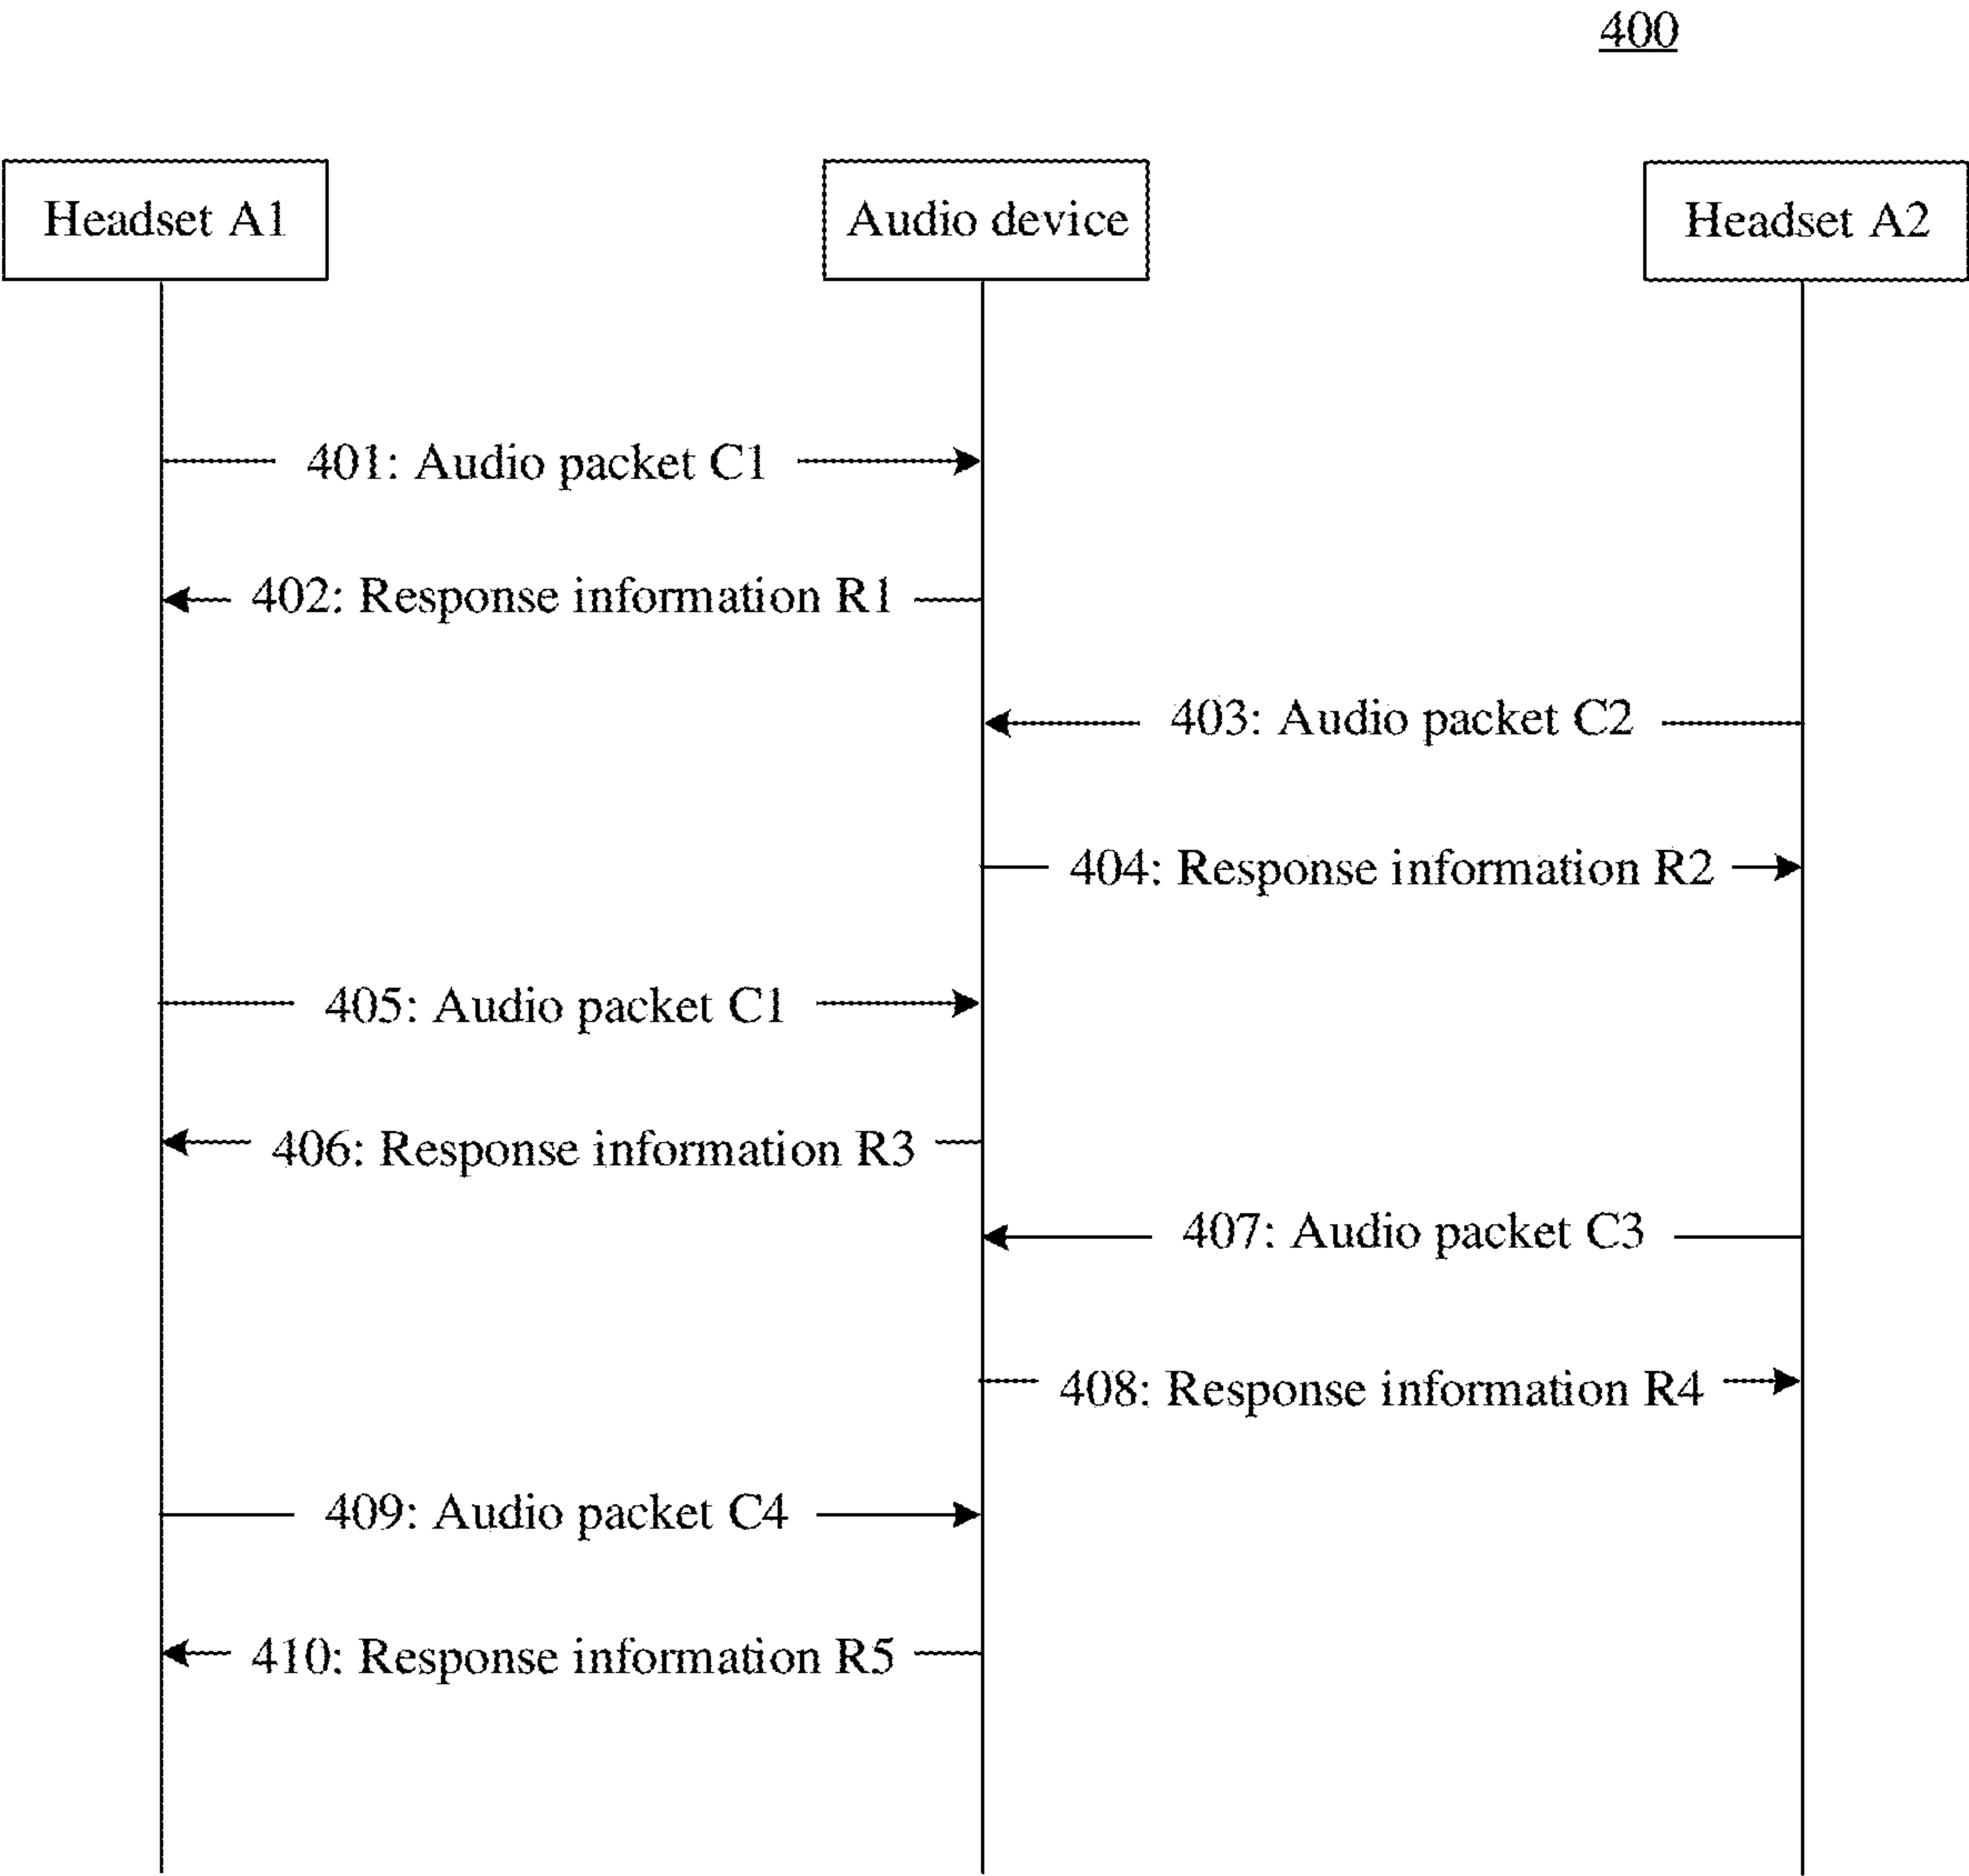 400
Headset A1
Audio device
Headset A2
401: Audio packet C1
402: Response information R1
403: Audio packet C2
404: Response information R2
405: Audio packet C1
406: Response information R3
407: Audio packet C3
408: Response information R4
409: Audio packet C4
410: Response information R5